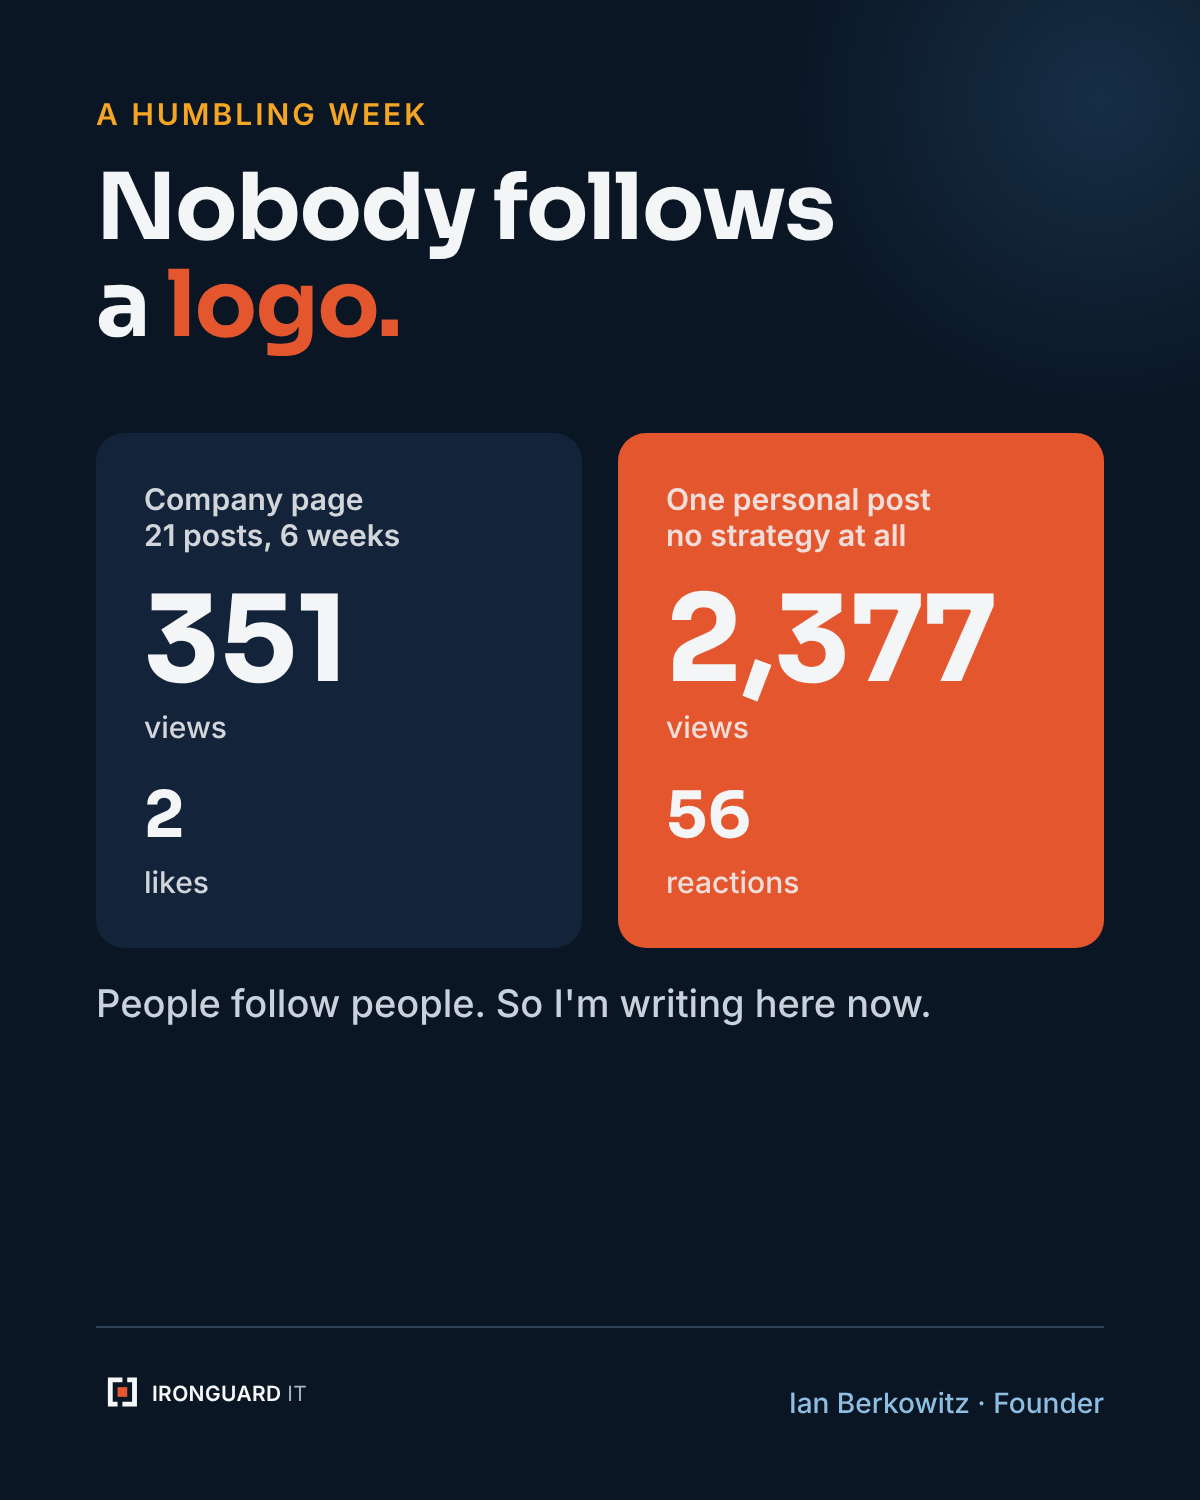 A HUMBLING WEEK
Nobody follows
a logo.
Company page
21 posts, 6 weeks
351
views
2
likes
One personal post
no strategy at all
2,377
views
56
reactions
People follow people. So I'm writing here now.
IRONGUARD IT
Ian Berkowitz · Founder